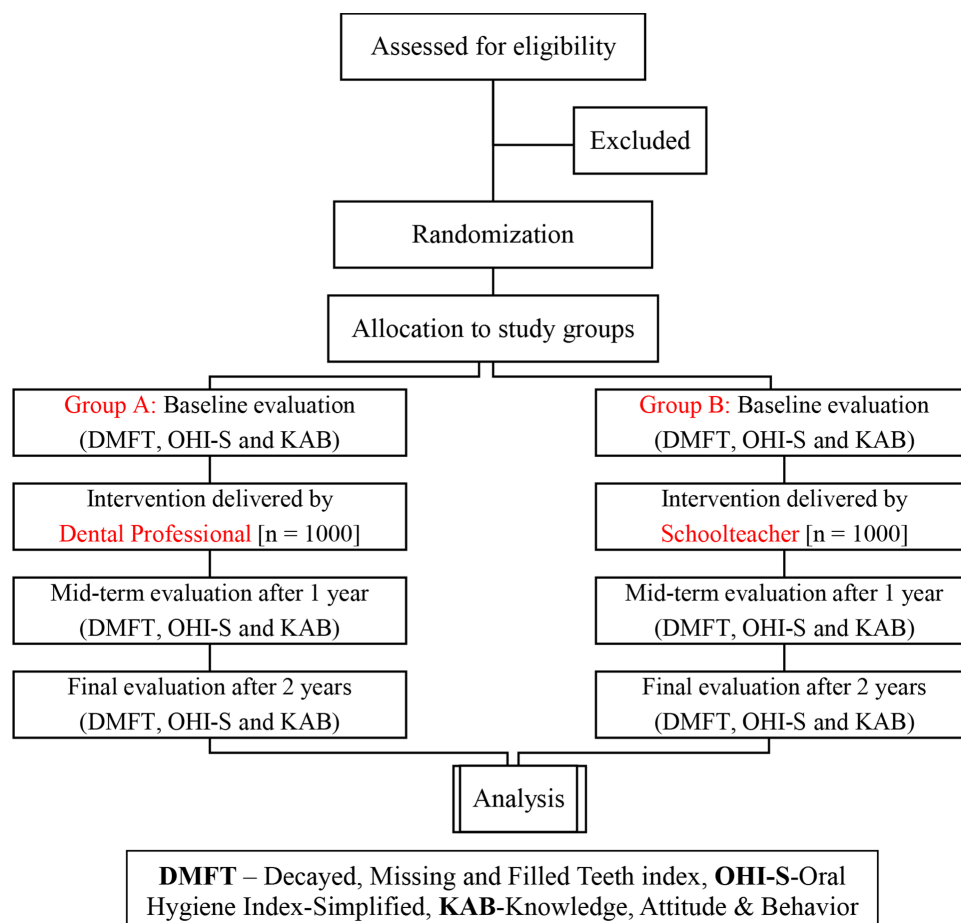 Assessed for eligibility
Excluded
Randomization
Allocation to study groups
Group A: Baseline evaluation
(DMFT, OHI-S and KAB)
Group B: Baseline evaluation
(DMFT, OHI-S and KAB)
Intervention delivered by
Dental Professional [n = 1000]
Intervention delivered by
Schoolteacher [n = 1000]
Mid-term evaluation after 1 year
(DMFT, OHI-S and KAB)
Mid-term evaluation after 1 year
(DMFT, OHI-S and KAB)
Final evaluation after 2 years
(DMFT, OHI-S and KAB)
Final evaluation after 2 years
(DMFT, OHI-S and KAB)
Analysis
DMFT – Decayed, Missing and Filled Teeth index, OHI-S-Oral
Hygiene Index-Simplified, KAB-Knowledge, Attitude & Behavior